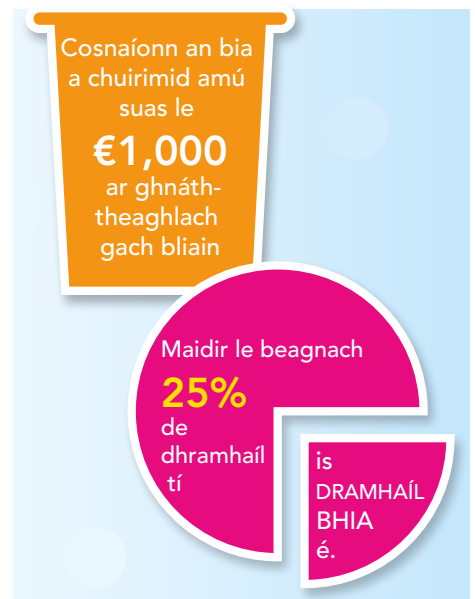 Cosnaíonn an bia
a chuirimid amú
suas le
€1,000
ar ghnáth-
theaghlach
gach bliain
Maidir le beagnach
25%
de
dhramhaíl
tí
is
DRAMHAÍL
BHIA
é.